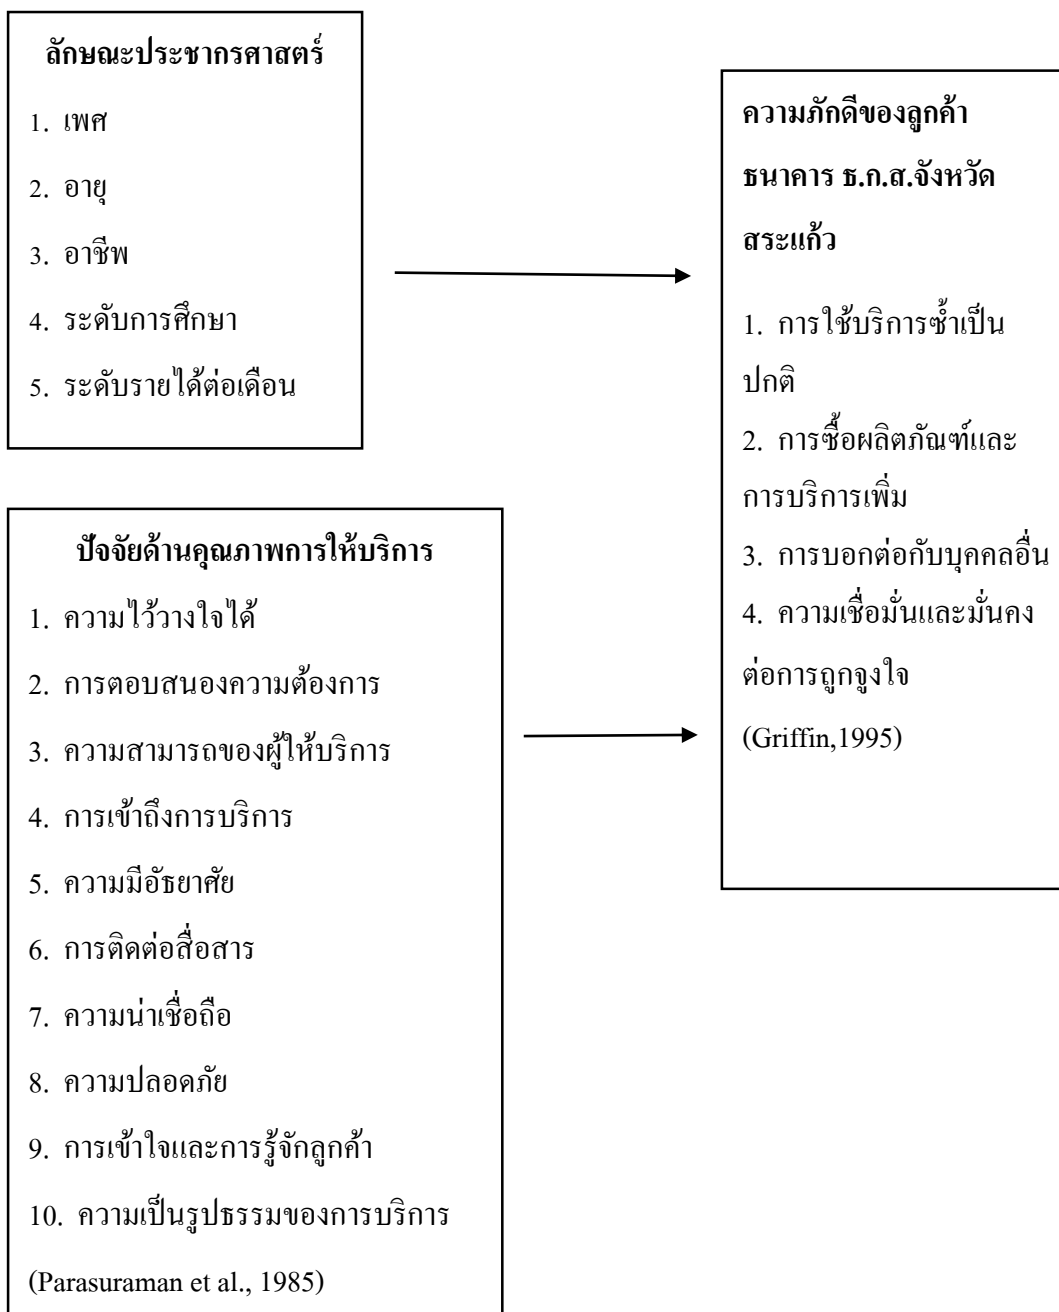 ลักษณะประชากรศาสตร์
1. เพศ
2. อายุ
3. อาชีพ
4. ระดับการศึกษา
5. ระดับรายได้ต่อเดือน
ปัจจัยด้านคุณภาพการให้บริการ
1. ความไว้วางใจได้
2. การตอบสนองความต้องการ
3. ความสามารถของผู้ให้บริการ
4. การเข้าถึงการบริการ
5. ความมีอัธยาศัย
6. การติดต่อสื่อสาร
7. ความน่าเชื่อถือ
8. ความปลอดภัย
9. การเข้าใจและการรู้จักลูกค้า
10. ความเป็นรูปธรรมของการบริการ
(Parasuraman et al., 1985)
ความภักดีของลูกค้า
ธนาคาร ธ.ก.ส.จังหวัด
สระแก้ว
1. การใช้บริการซ้ำเป็น
ปกติ
2. การซื้อผลิตภัณฑ์และ
การบริการเพิ่ม
3. การบอกต่อกับบุคคลอื่น
4. ความเชื่อมั่นและมั่นคง
ต่อการถูกจูงใจ
(Griffin,1995)